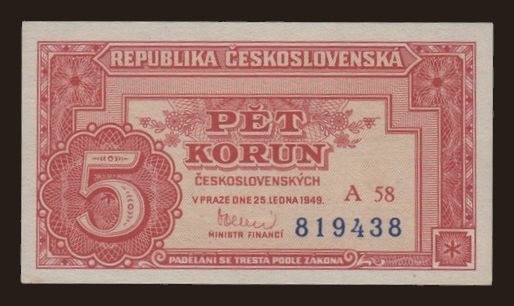 REPUBLIKA ČESKOSLOVENSKÁ
PĚT
KORUN
ČESKOSLOVENSKÝCH
V PRAZE DNE 25. LEDNA 1949.
A 58
5
819438
MINISTR FINANCÍ
PADĚLÁNÍ SE TRESTÁ PODLE ZÁKONA